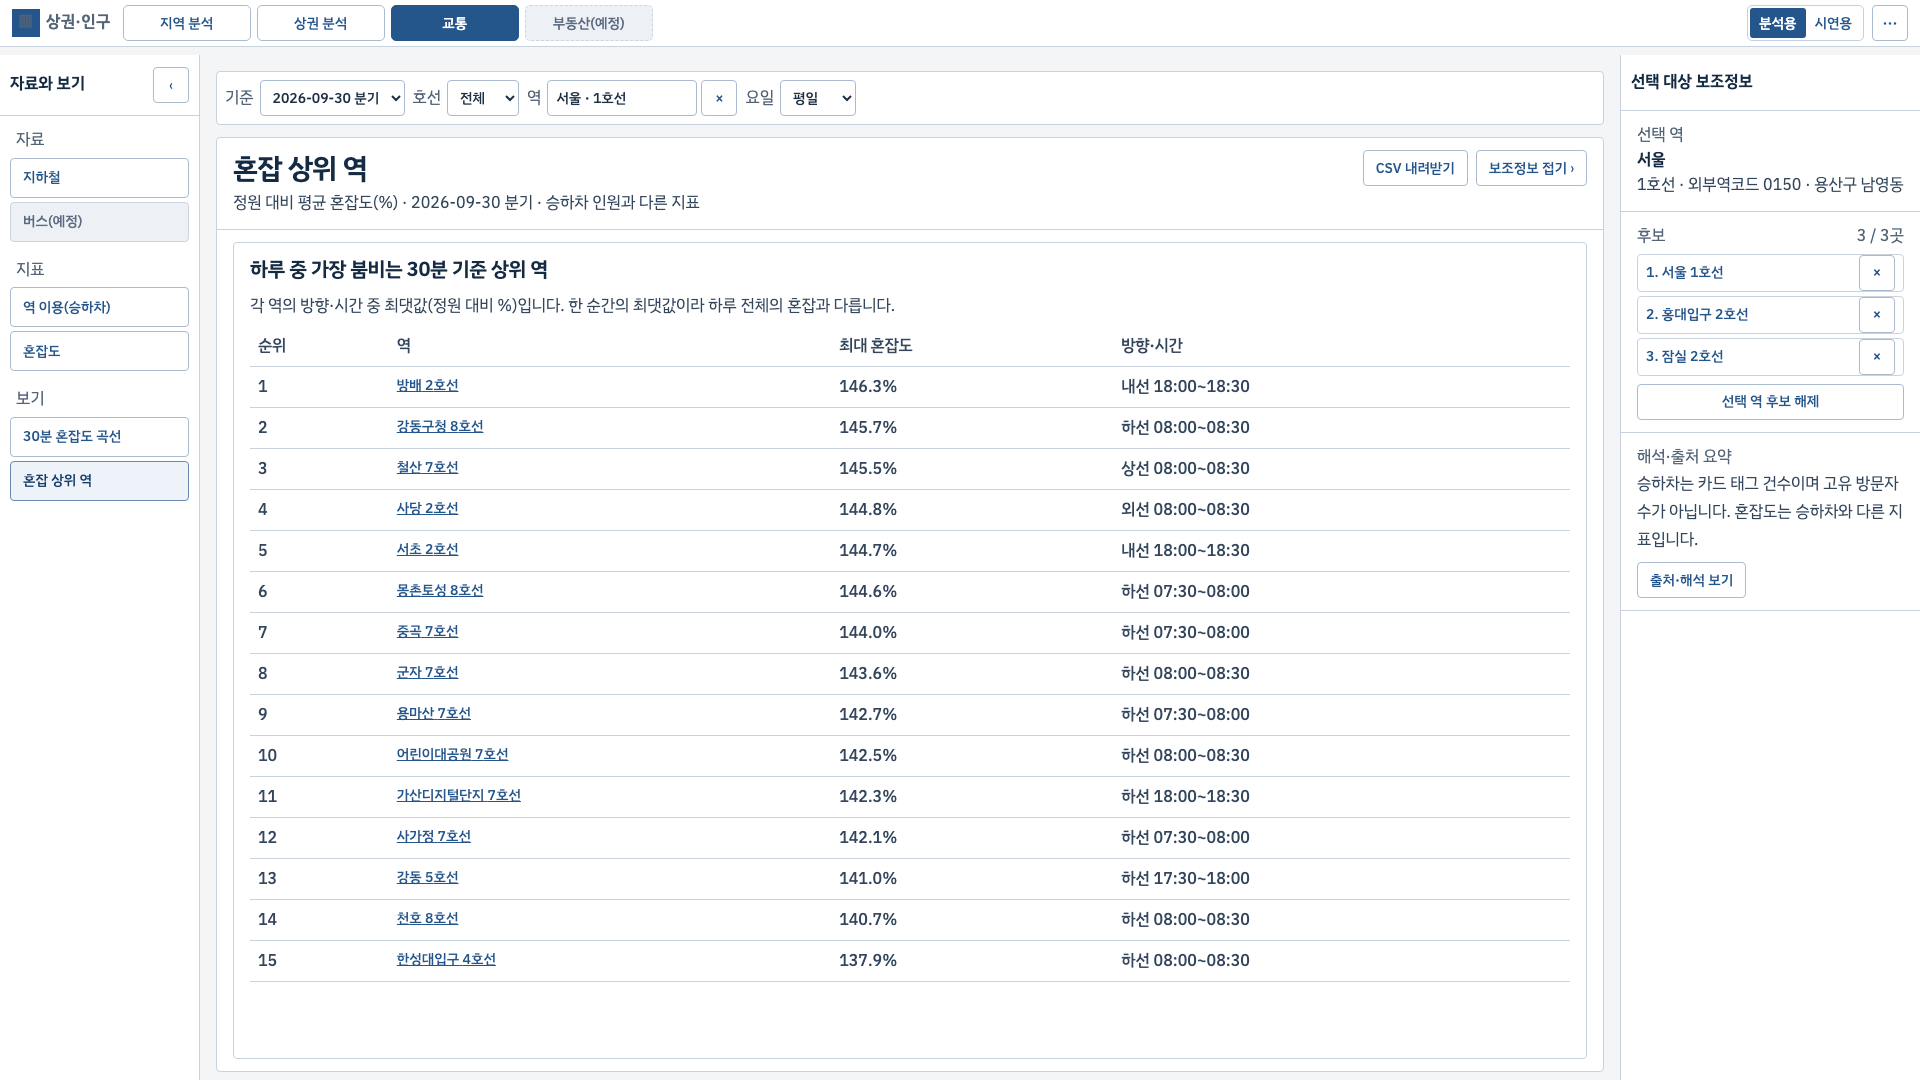 상권·인구 지역 분석 상권 분석 교통 부동산(예정) 분석용 시연용 ···
자료와 보기 ‹
자료
지하철
버스(예정)
지표
역 이용(승하차)
혼잡도
보기
30분 혼잡도 곡선
혼잡 상위 역
기준 2026-09-30 분기 호선 전체 역 서울 · 1호선 × 요일 평일
혼잡 상위 역
정원 대비 평균 혼잡도(%) · 2026-09-30 분기 · 승하차 인원과 다른 지표
CSV 내려받기 보조정보 접기 ›
하루 중 가장 붐비는 30분 기준 상위 역
각 역의 방향·시간 중 최댓값(정원 대비 %)입니다. 한 순간의 최댓값이라 하루 전체의 혼잡과 다릅니다.
순위 역 최대 혼잡도 방향·시간
1 방배 2호선 146.3% 내선 18:00~18:30
2 강동구청 8호선 145.7% 하선 08:00~08:30
3 철산 7호선 145.5% 상선 08:00~08:30
4 사당 2호선 144.8% 외선 08:00~08:30
5 서초 2호선 144.7% 내선 18:00~18:30
6 몽촌토성 8호선 144.6% 하선 07:30~08:00
7 중곡 7호선 144.0% 하선 07:30~08:00
8 군자 7호선 143.6% 하선 08:00~08:30
9 용마산 7호선 142.7% 하선 07:30~08:00
10 어린이대공원 7호선 142.5% 하선 08:00~08:30
11 가산디지털단지 7호선 142.3% 하선 18:00~18:30
12 사가정 7호선 142.1% 하선 07:30~08:00
13 강동 5호선 141.0% 하선 17:30~18:00
14 천호 8호선 140.7% 하선 08:00~08:30
15 한성대입구 4호선 137.9% 하선 08:00~08:30
선택 대상 보조정보
선택 역
서울
1호선 · 외부역코드 0150 · 용산구 남영동
후보 3 / 3곳
1. 서울 1호선 ×
2. 홍대입구 2호선 ×
3. 잠실 2호선 ×
선택 역 후보 해제
해석·출처 요약
승하차는 카드 태그 건수이며 고유 방문자
수가 아닙니다. 혼잡도는 승하차와 다른 지
표입니다.
출처·해석 보기